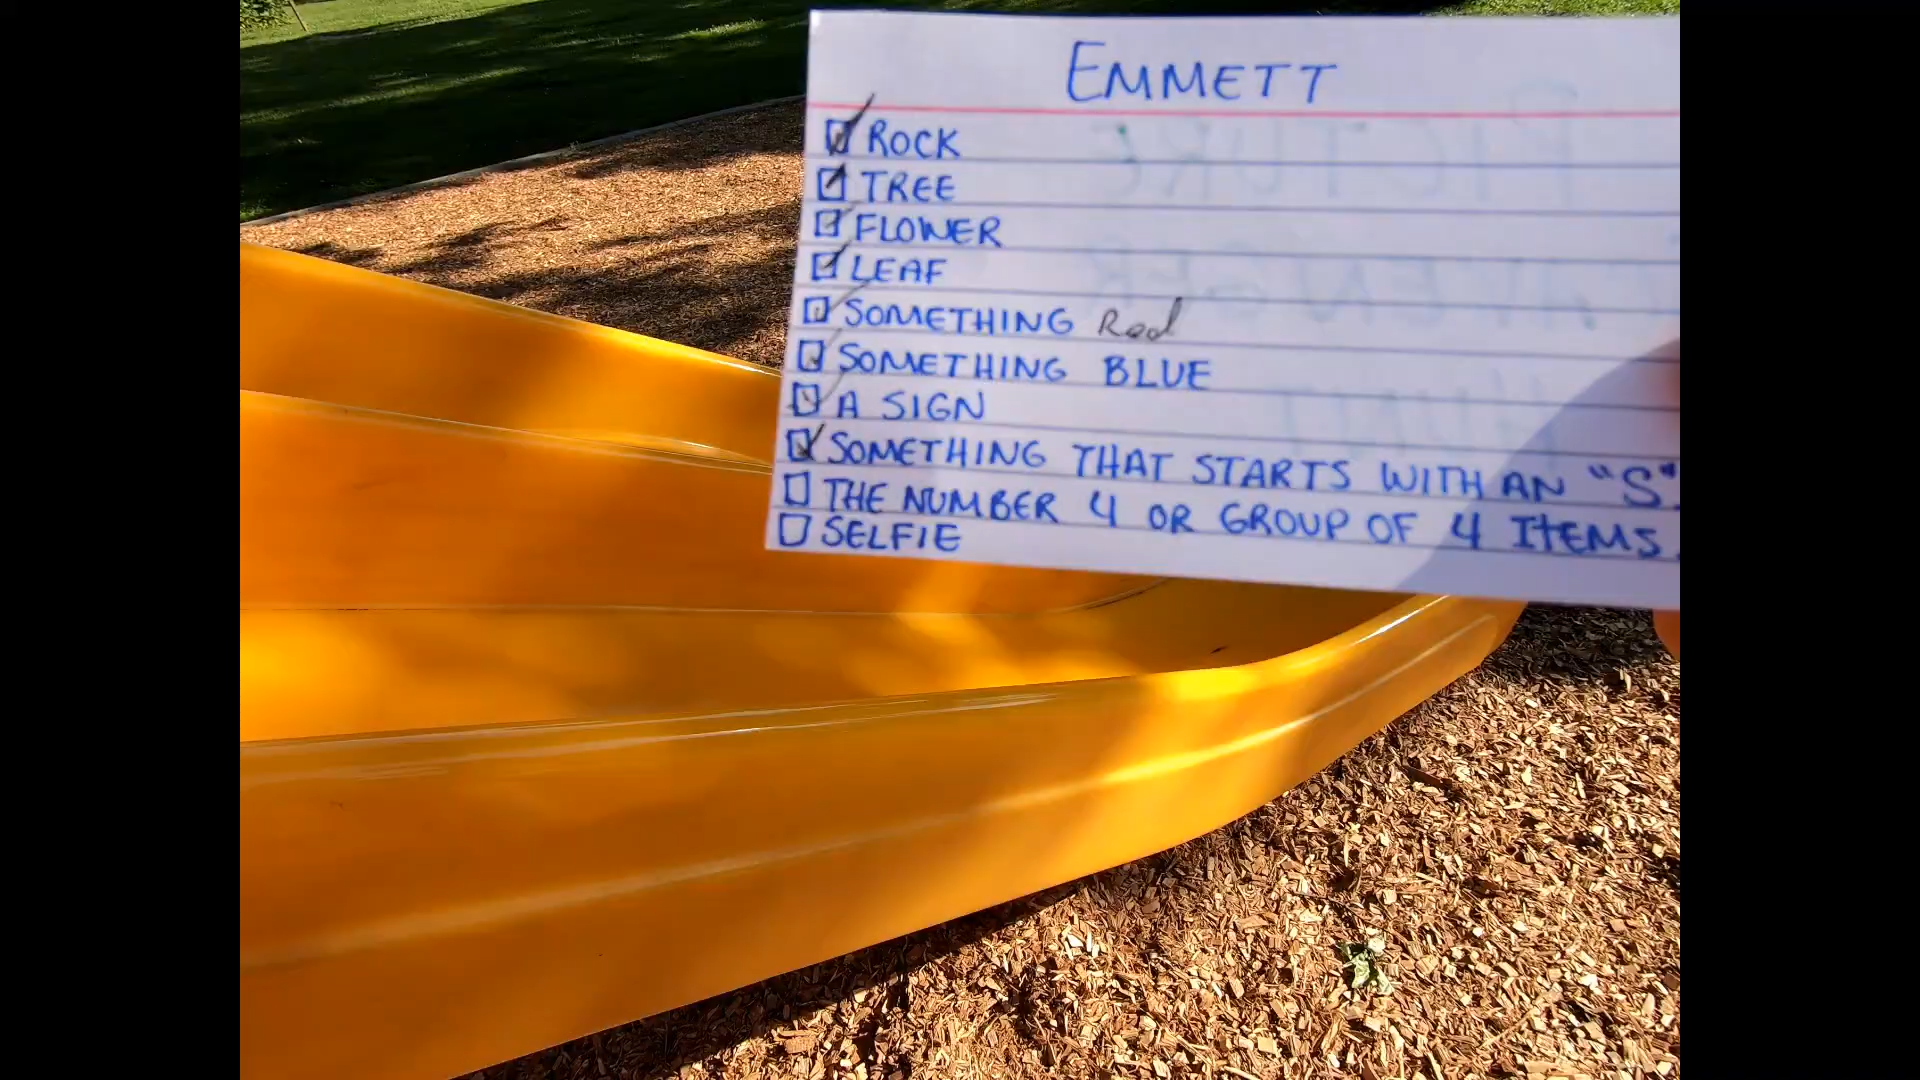 EMMETT
ROCK
TREE
FLOWER
LEAF
SOMETHING Red
SOMETHING BLUE
A SIGN
SOMETHING THAT STARTS WITH AN "S"
THE NUMBER 4 OR GROUP OF 4 ITEMS.
SELFIE